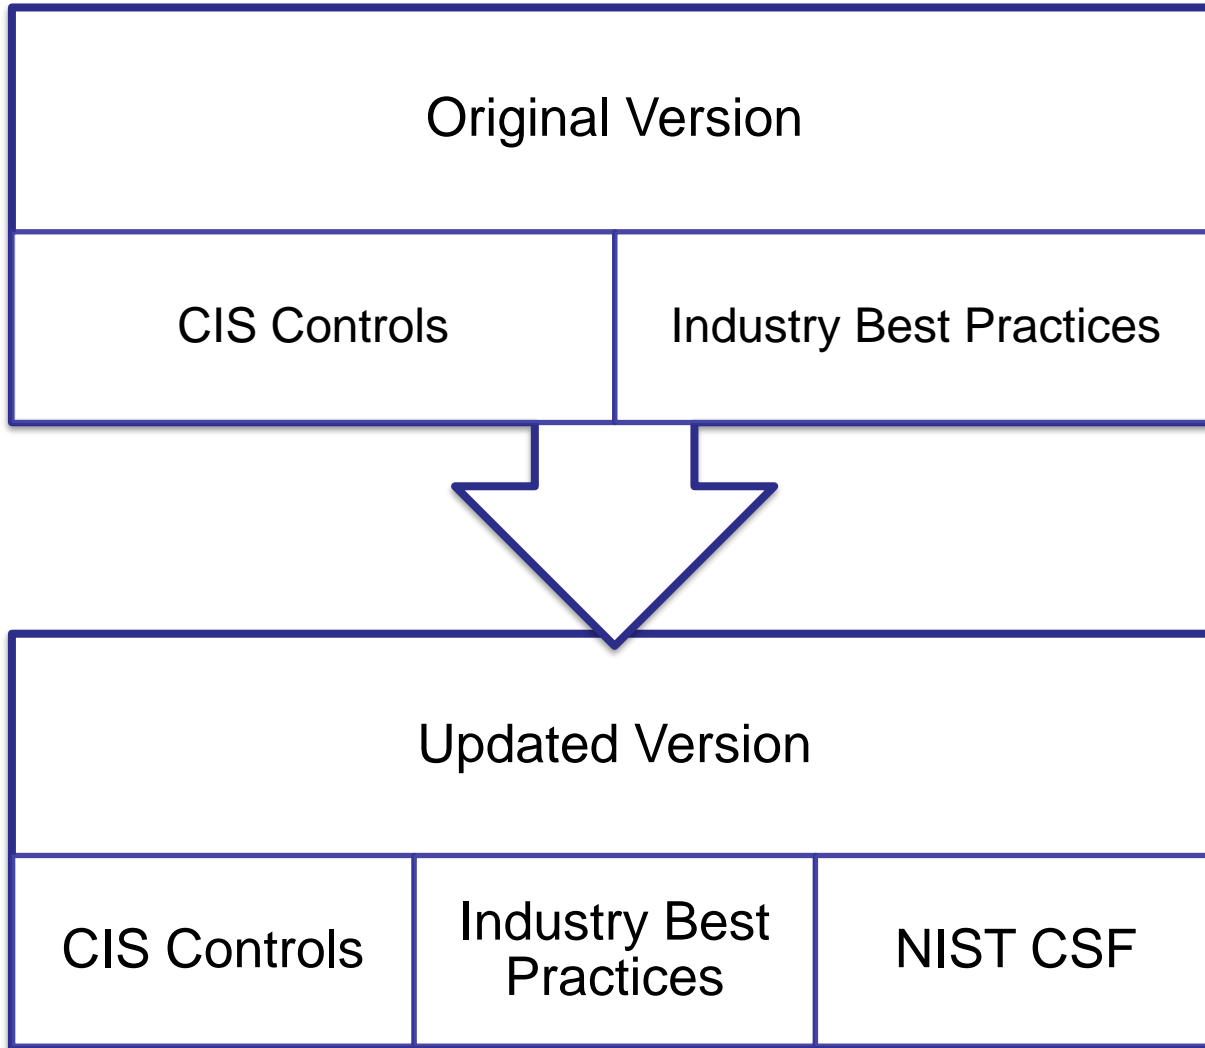 Original Version
CIS Controls
Industry Best Practices
Updated Version
CIS Controls
Industry Best
Practices
NIST CSF